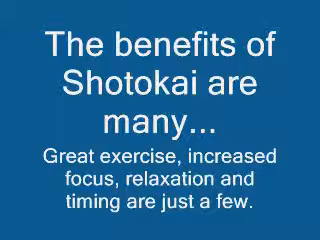 The benefits of
Shotokai are
many...
Great exercise, increased
focus, relaxation and
timing are just a few.